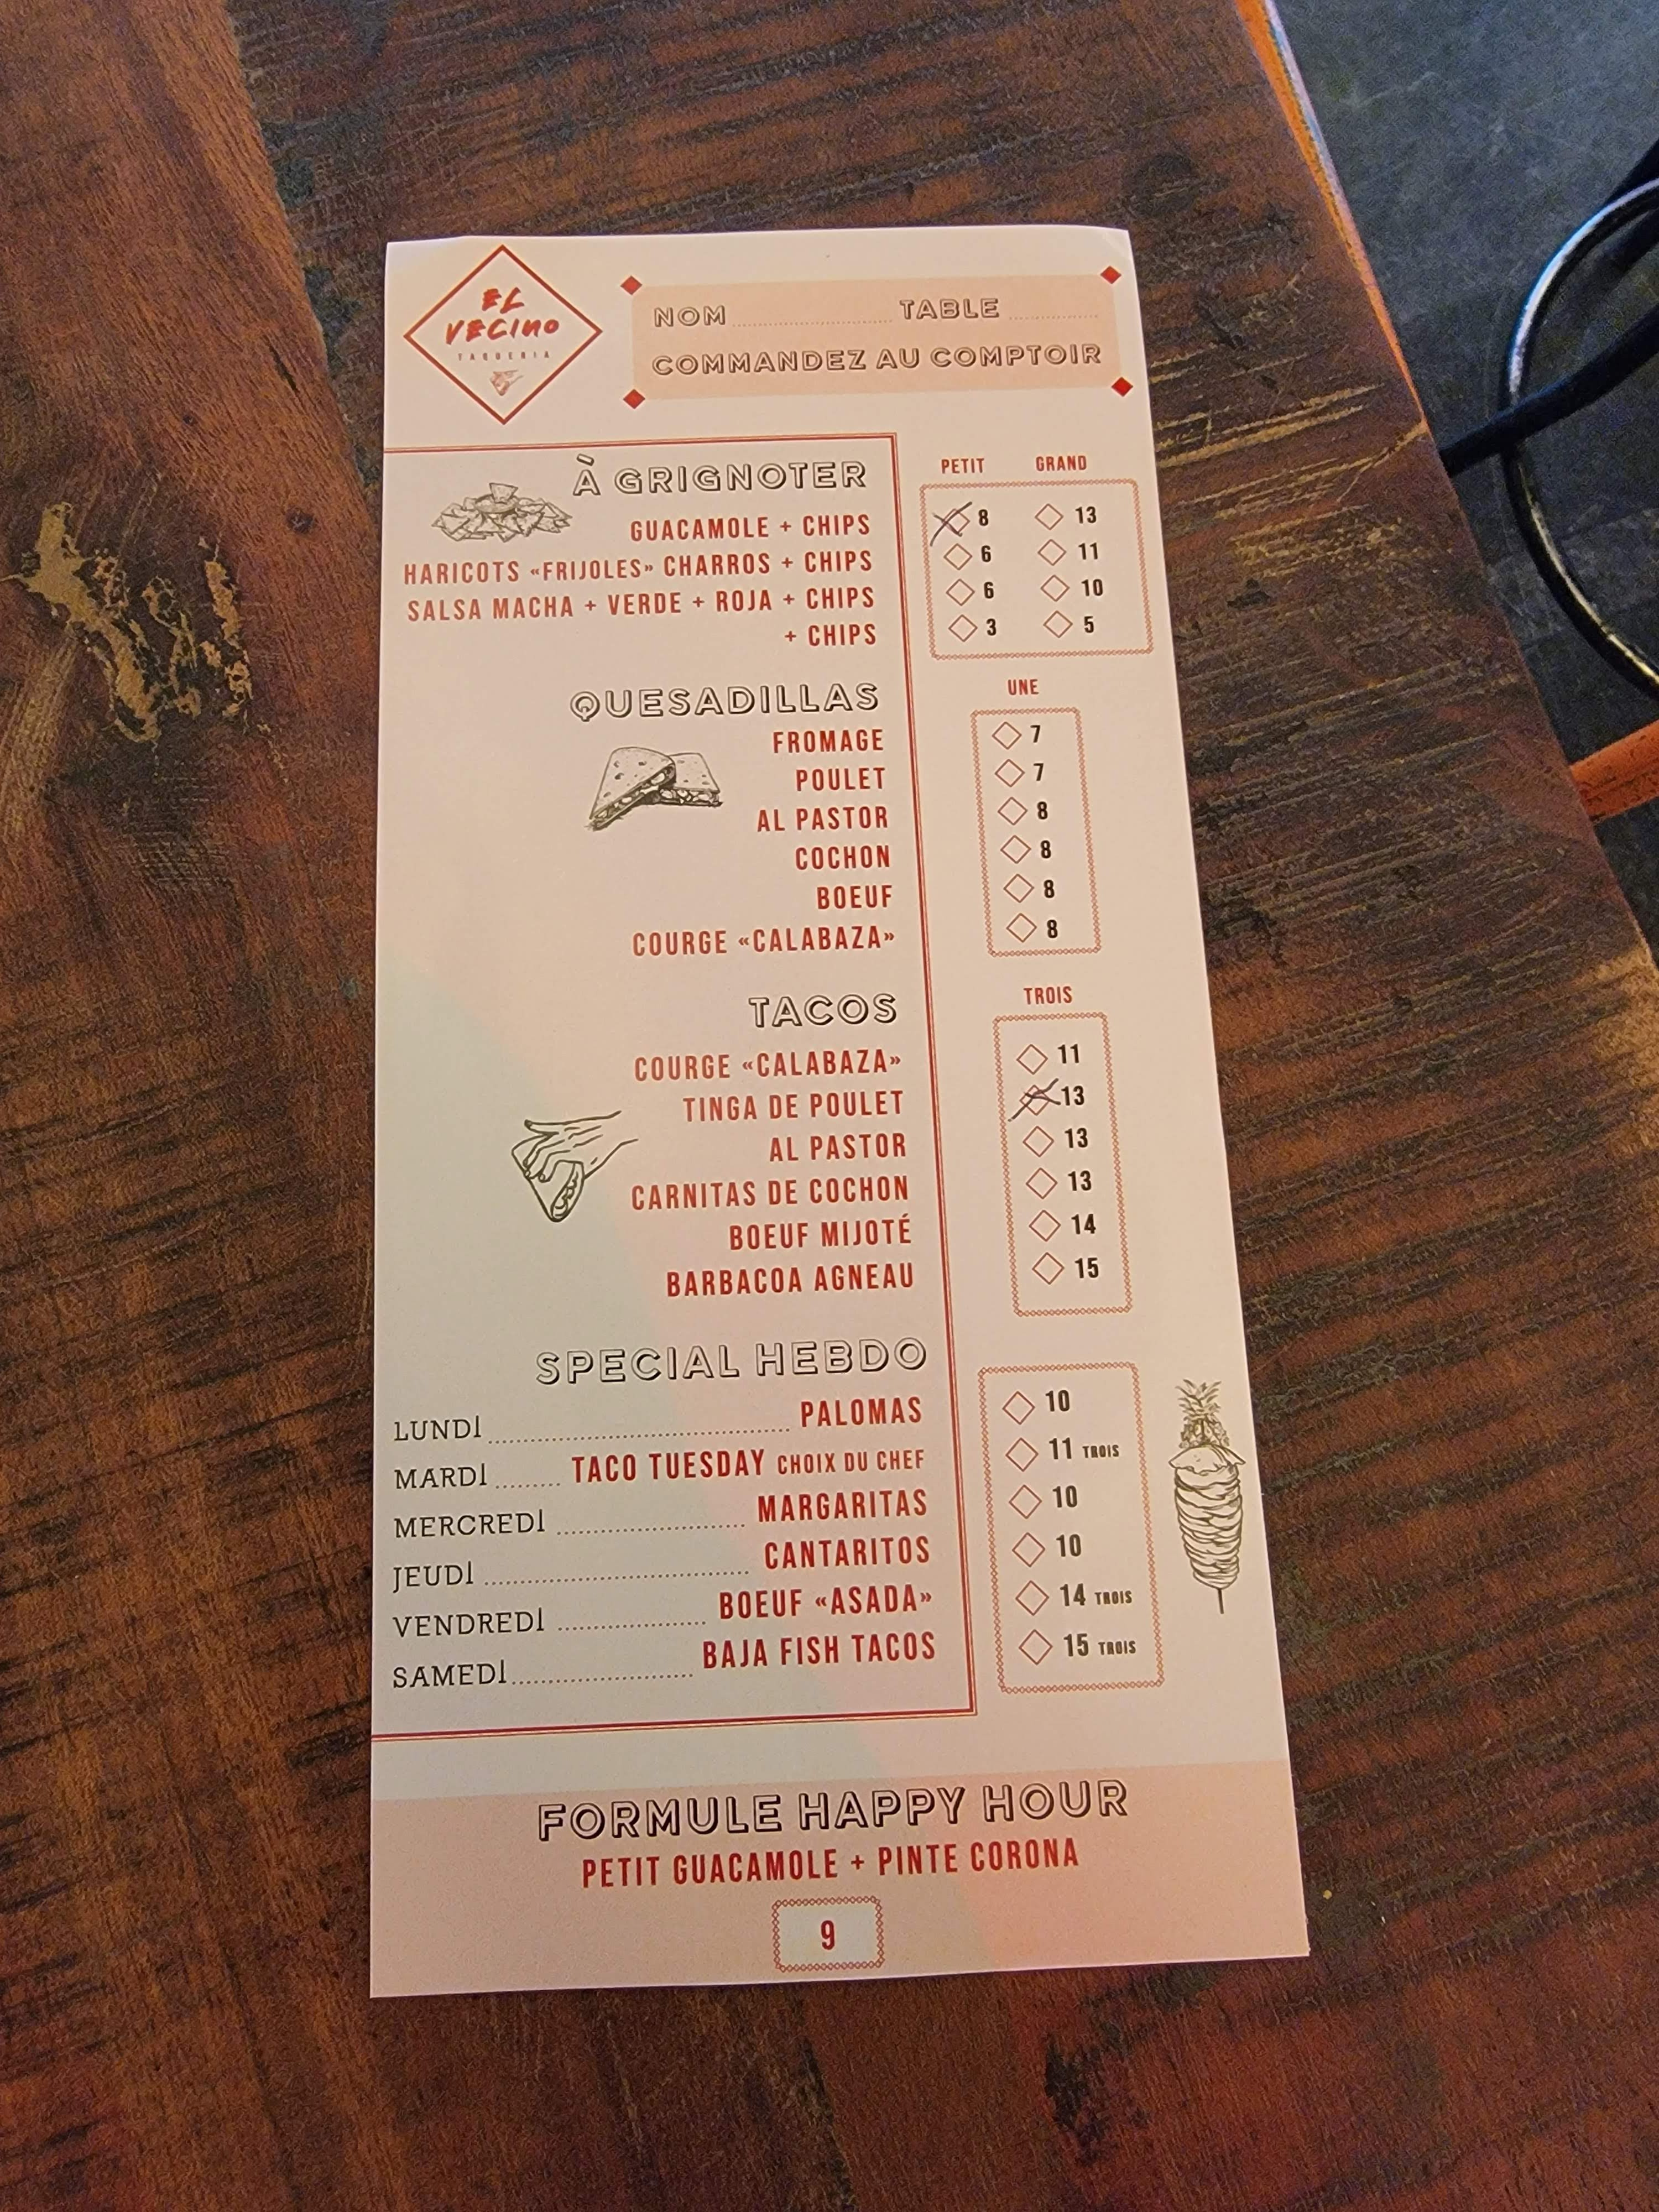 EL
VECINO
TAQUERIA
NOM TABLE
COMMANDEZ AU COMPTOIR
PETIT GRAND
À GRIGNOTER
GUACAMOLE + CHIPS 8 13
HARICOTS «FRIJOLES» CHARROS + CHIPS 6 11
SALSA MACHA + VERDE + ROJA + CHIPS 6 10
+ CHIPS 3 5
QUESADILLAS UNE
FROMAGE 7
POULET 7
AL PASTOR 8
COCHON 8
BOEUF 8
COURGE «CALABAZA» 8
TACOS TROIS
COURGE «CALABAZA» 11
TINGA DE POULET 13
AL PASTOR 13
CARNITAS DE COCHON 13
BOEUF MIJOTÉ 14
BARBACOA AGNEAU 15
SPECIAL HEBDO
LUNDI PALOMAS 10
MARDI TACO TUESDAY CHOIX DU CHEF 11 TROIS
MERCREDI MARGARITAS 10
JEUDI CANTARITOS 10
VENDREDI BOEUF «ASADA» 14 TROIS
SAMEDI BAJA FISH TACOS 15 TROIS
FORMULE HAPPY HOUR
PETIT GUACAMOLE + PINTE CORONA
9